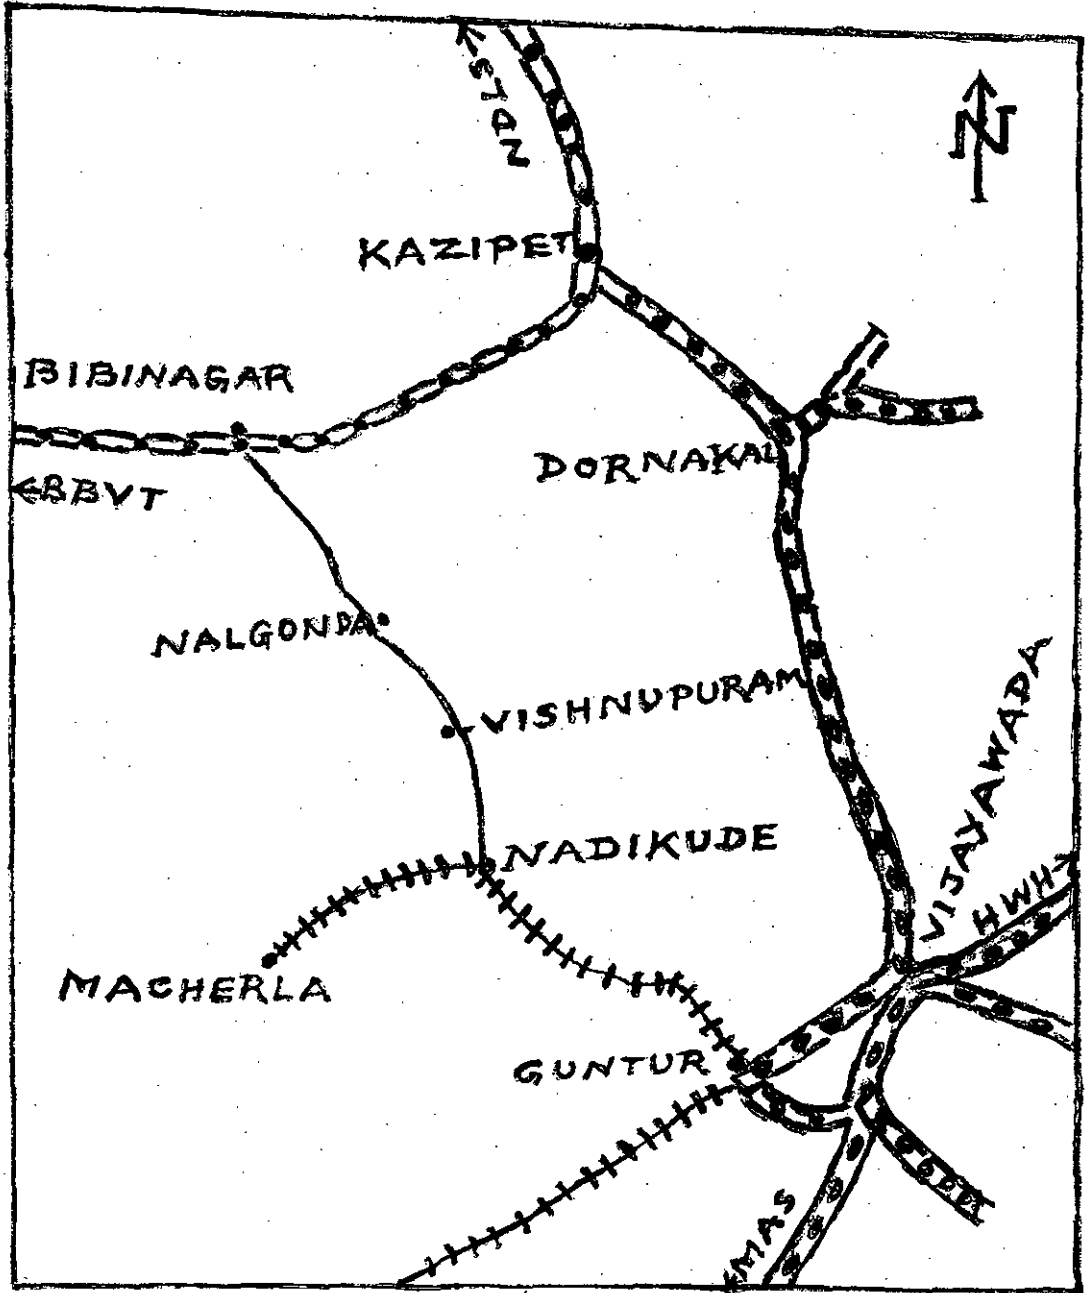 NDLS
N
KAZIPET
BIBINAGAR
DORNAKAL
BBVT
NALGONDA
VISHNUPURAM
VIJAYAWADA
NADIKUDE
HWH
MACHERLA
GUNTUR
MAS